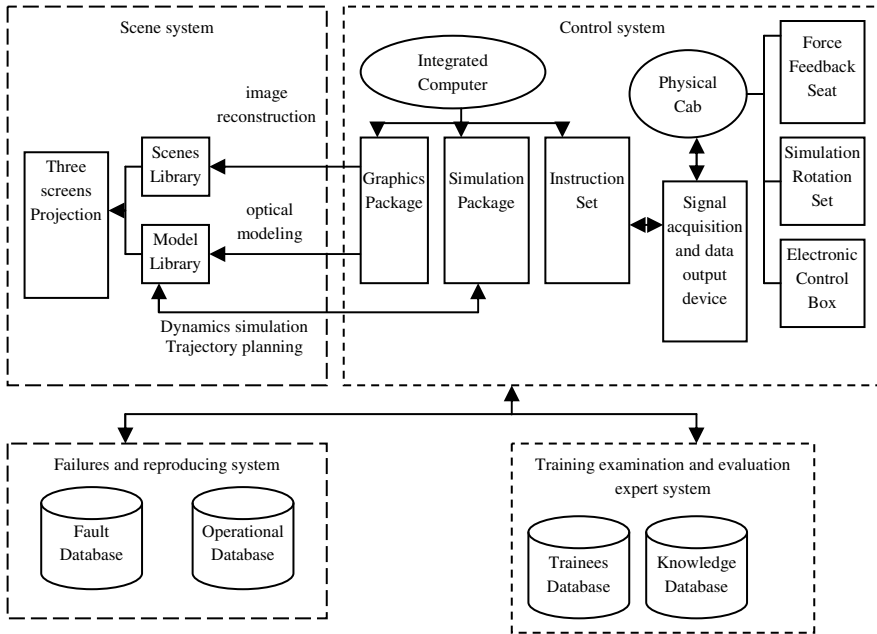 Scene system
image
reconstruction
Three
screens
Projection
Scenes
Library
optical
modeling
Model
Library
Dynamics simulation
Trajectory planning
Control system
Integrated
Computer
Graphics
Package
Simulation
Package
Instruction
Set
Physical
Cab
Signal
acquisition
and data
output
device
Force
Feedback
Seat
Simulation
Rotation
Set
Electronic
Control
Box
Failures and reproducing system
Fault
Database
Operational
Database
Training examination and evaluation
expert system
Trainees
Database
Knowledge
Database